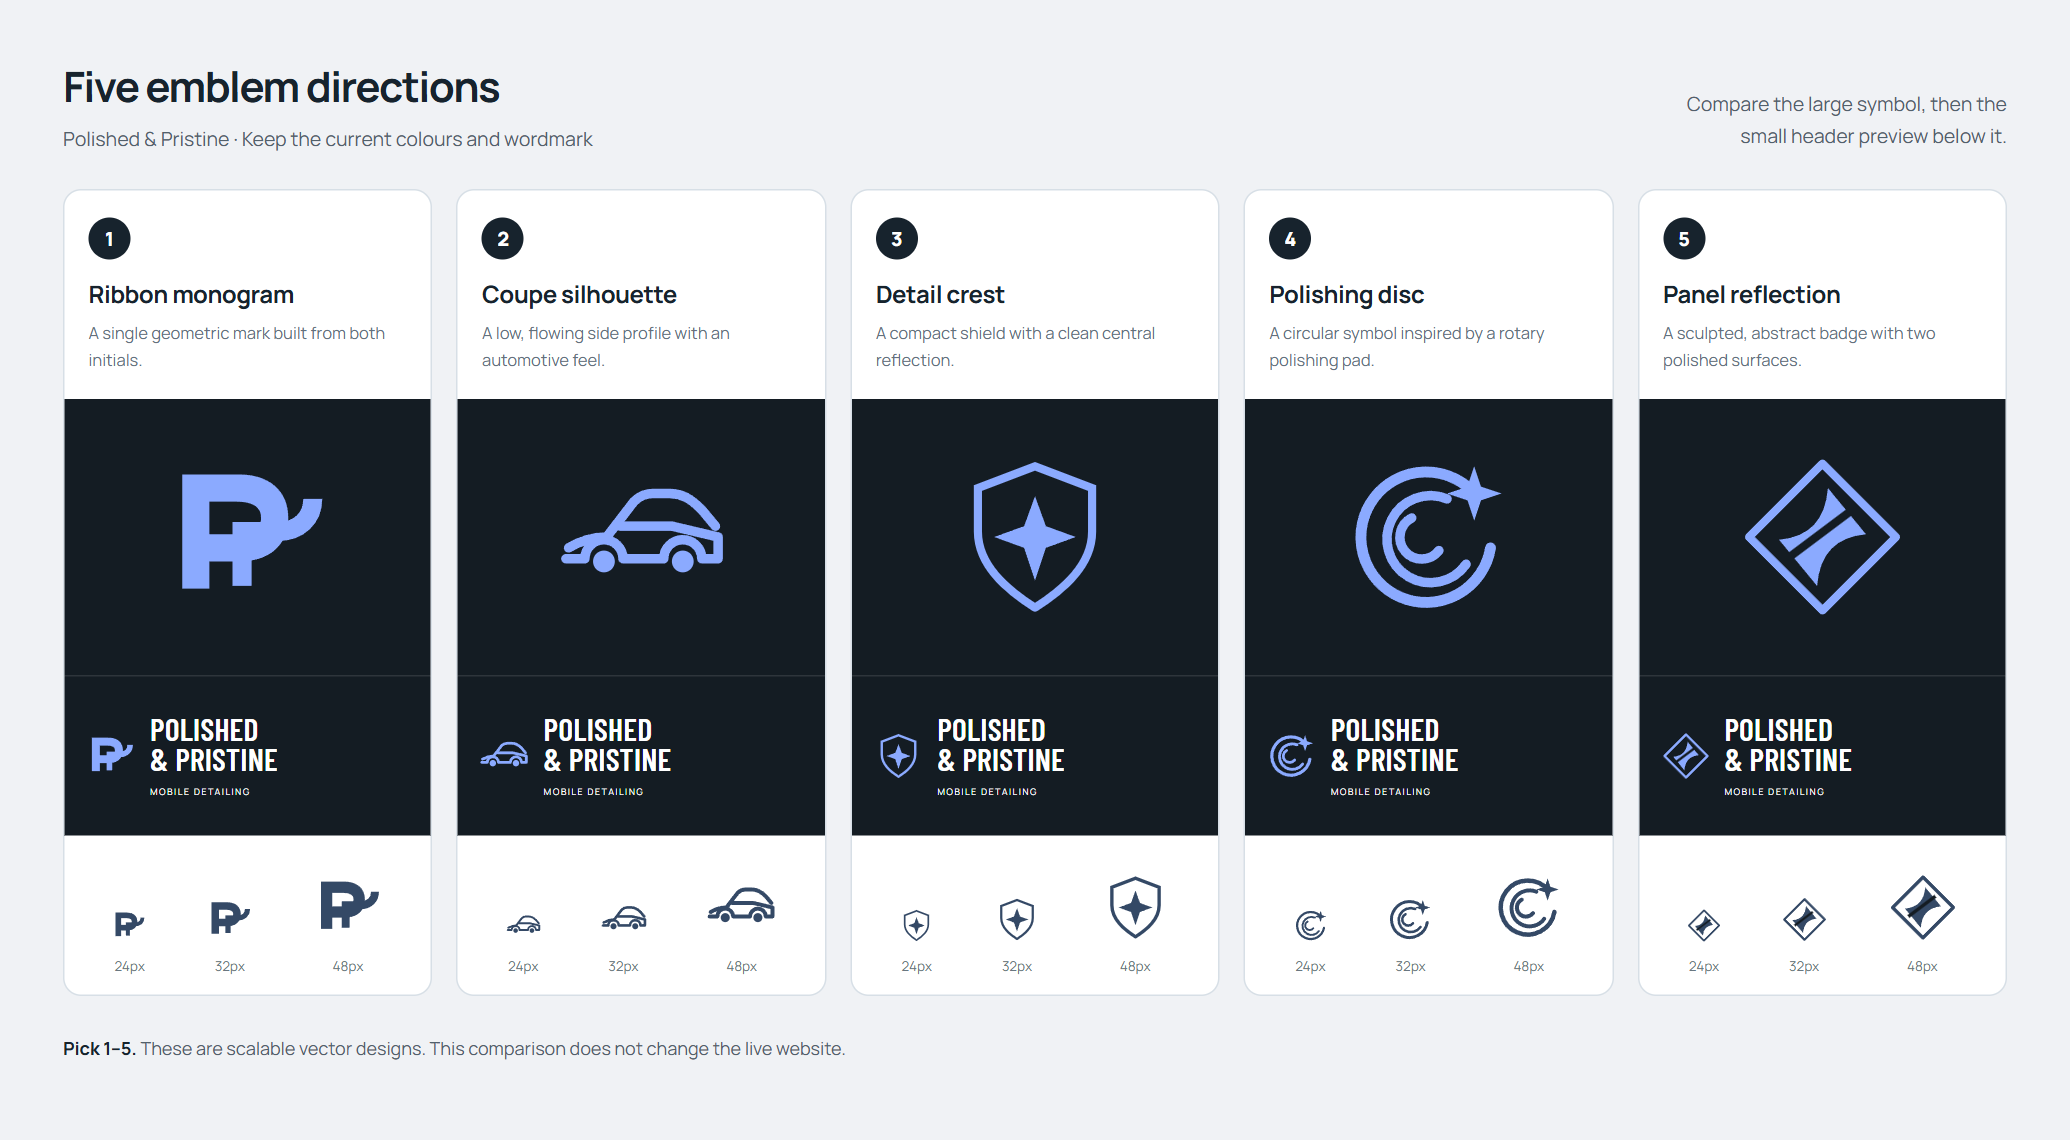 Five emblem directions
Polished & Pristine · Keep the current colours and wordmark
Compare the large symbol, then the
small header preview below it.
1
Ribbon monogram
A single geometric mark built from both
initials.
POLISHED
& PRISTINE
MOBILE DETAILING
24px 32px 48px
2
Coupe silhouette
A low, flowing side profile with an
automotive feel.
POLISHED
& PRISTINE
MOBILE DETAILING
24px 32px 48px
3
Detail crest
A compact shield with a clean central
reflection.
POLISHED
& PRISTINE
MOBILE DETAILING
24px 32px 48px
4
Polishing disc
A circular symbol inspired by a rotary
polishing pad.
POLISHED
& PRISTINE
MOBILE DETAILING
24px 32px 48px
5
Panel reflection
A sculpted, abstract badge with two
polished surfaces.
POLISHED
& PRISTINE
MOBILE DETAILING
24px 32px 48px
Pick 1–5. These are scalable vector designs. This comparison does not change the live website.